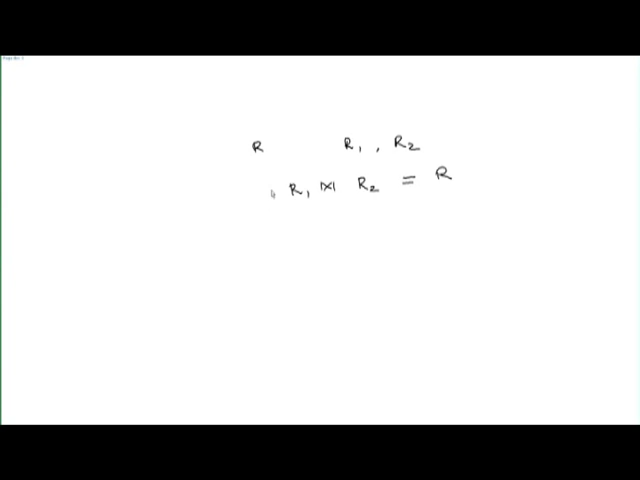 R R₁ , R₂
R₁ ⋈ R₂ = R